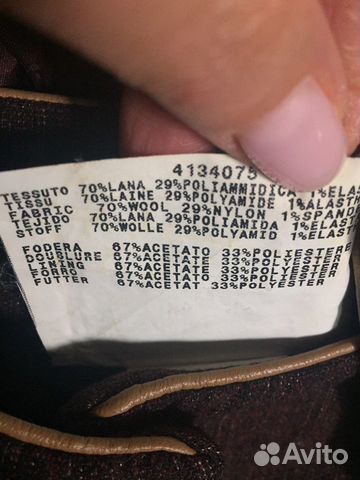 4134075
TESSUTO 70%LANA 29%POLIAMMIDICA 1%ELA
TISSU 70%LAINE 29%POLYAMIDE 1%ELASTH
FABRIC 70%WOOL 29%NYLON 1%SPAND
TEJIDO 70%LANA 29%POLIAMIDA 1%ELAS
STOFF 70%WOLLE 29%POLYAMID 1%ELAST
FODERA 67%ACETATO 33%POLIESTERE
DOUBLURE 67%ACETATE 33%POLYESTER
LINING 67%ACETATE 33%POLYESTER
FORRO 67%ACETATO 33%POLIESTER
FUTTER 67%ACETAT 33%POLYESTER
Avito